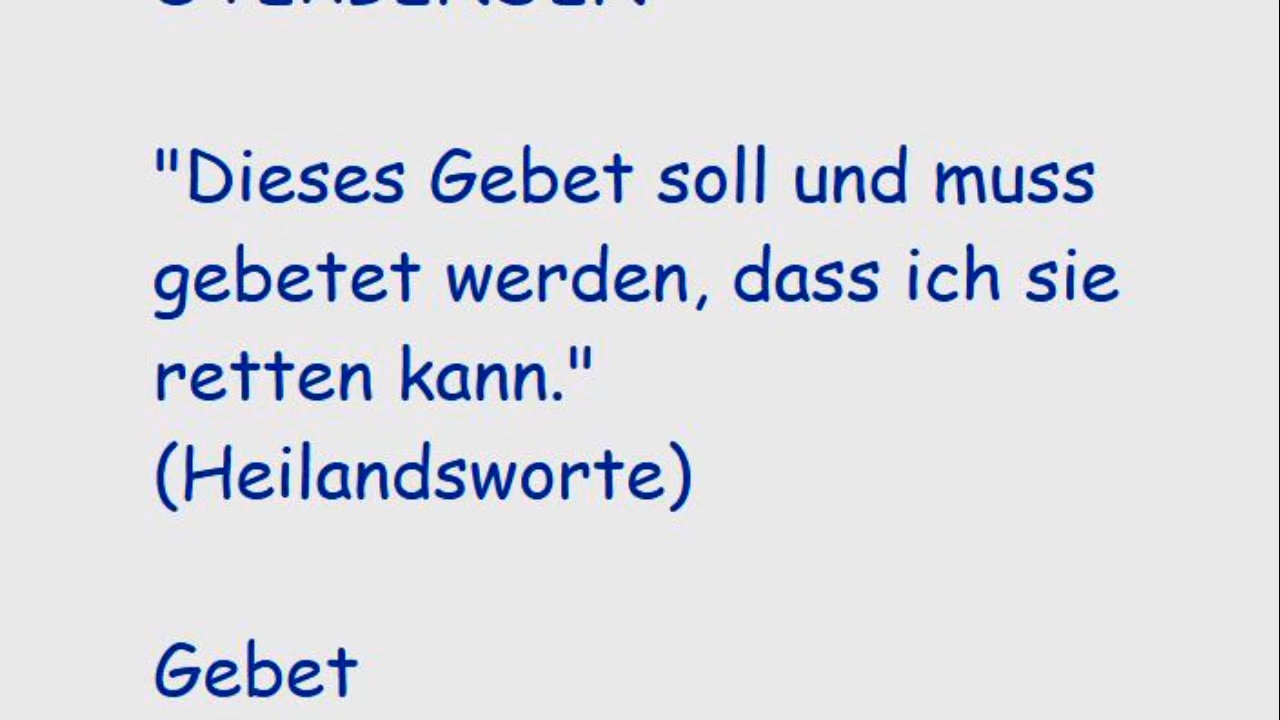 "Dieses Gebet soll und muss
gebetet werden, dass ich sie
retten kann."
(Heilandsworte)
Gebet